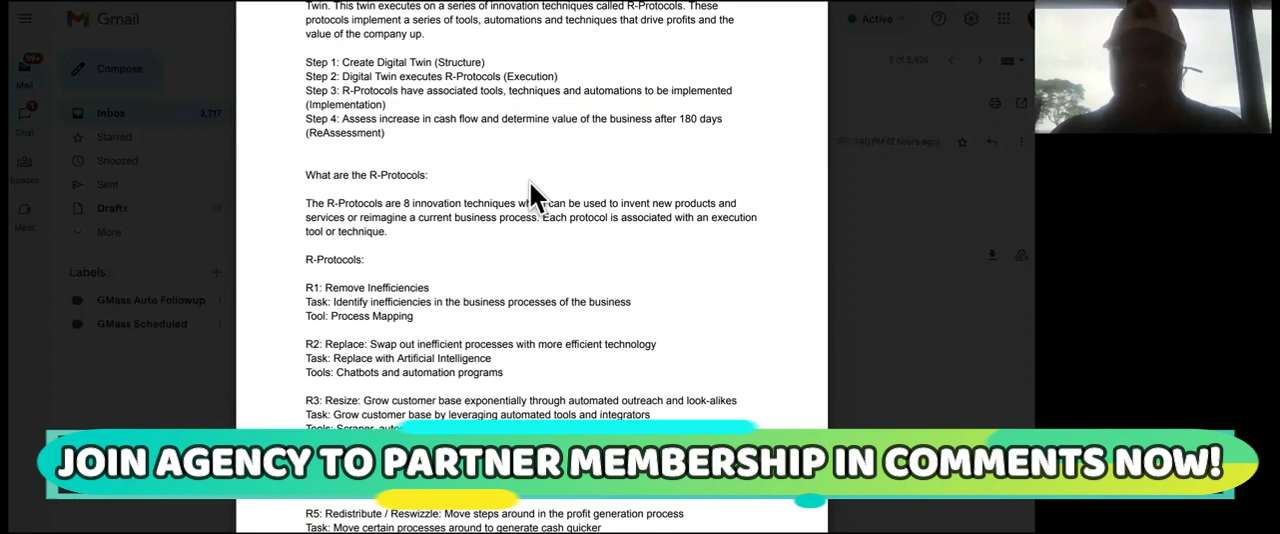 Twin. This twin executes on a series of innovation techniques called R-Protocols. These
Gmail
protocols implement a series of tools, automations and techniques that drive profits and the
Active
value of the company up.
99+
Compose
Mail
Step 1: Create Digital Twin (Structure)
Step 2: Digital Twin executes R-Protocols (Execution)
Step 3: R-Protocols have associated tools, techniques and automations to be implemented
(Implementation)
Inbox 3,717
Step 4: Assess increase in cash flow and determine value of the business after 180 days
(ReAssessment)
Chat
Starred
Snoozed
Spaces
Sent
What are the R-Protocols:
Drafts
Meet
More
The R-Protocols are 8 innovation techniques can be used to invent new products and
services or reimagine a current business process. Each protocol is associated with an execution
tool or technique.
Labels +
R-Protocols:
GMass Auto Followup
GMass Scheduled
R1: Remove Inefficiencies
Task: Identify inefficiencies in the business processes of the business
Tool: Process Mapping
R2: Replace: Swap out inefficient processes with more efficient technology
Task: Replace with Artificial Intelligence
Tools: Chatbots and automation programs
R3: Resize: Grow customer base exponentially through automated outreach and look-alikes
Task: Grow customer base by leveraging automated tools and integrators
JOIN AGENCY TO PARTNER MEMBERSHIP IN COMMENTS NOW!
R5: Redistribute / Reswizzle: Move steps around in the profit generation process
Task: Move certain processes around to generate cash quicker